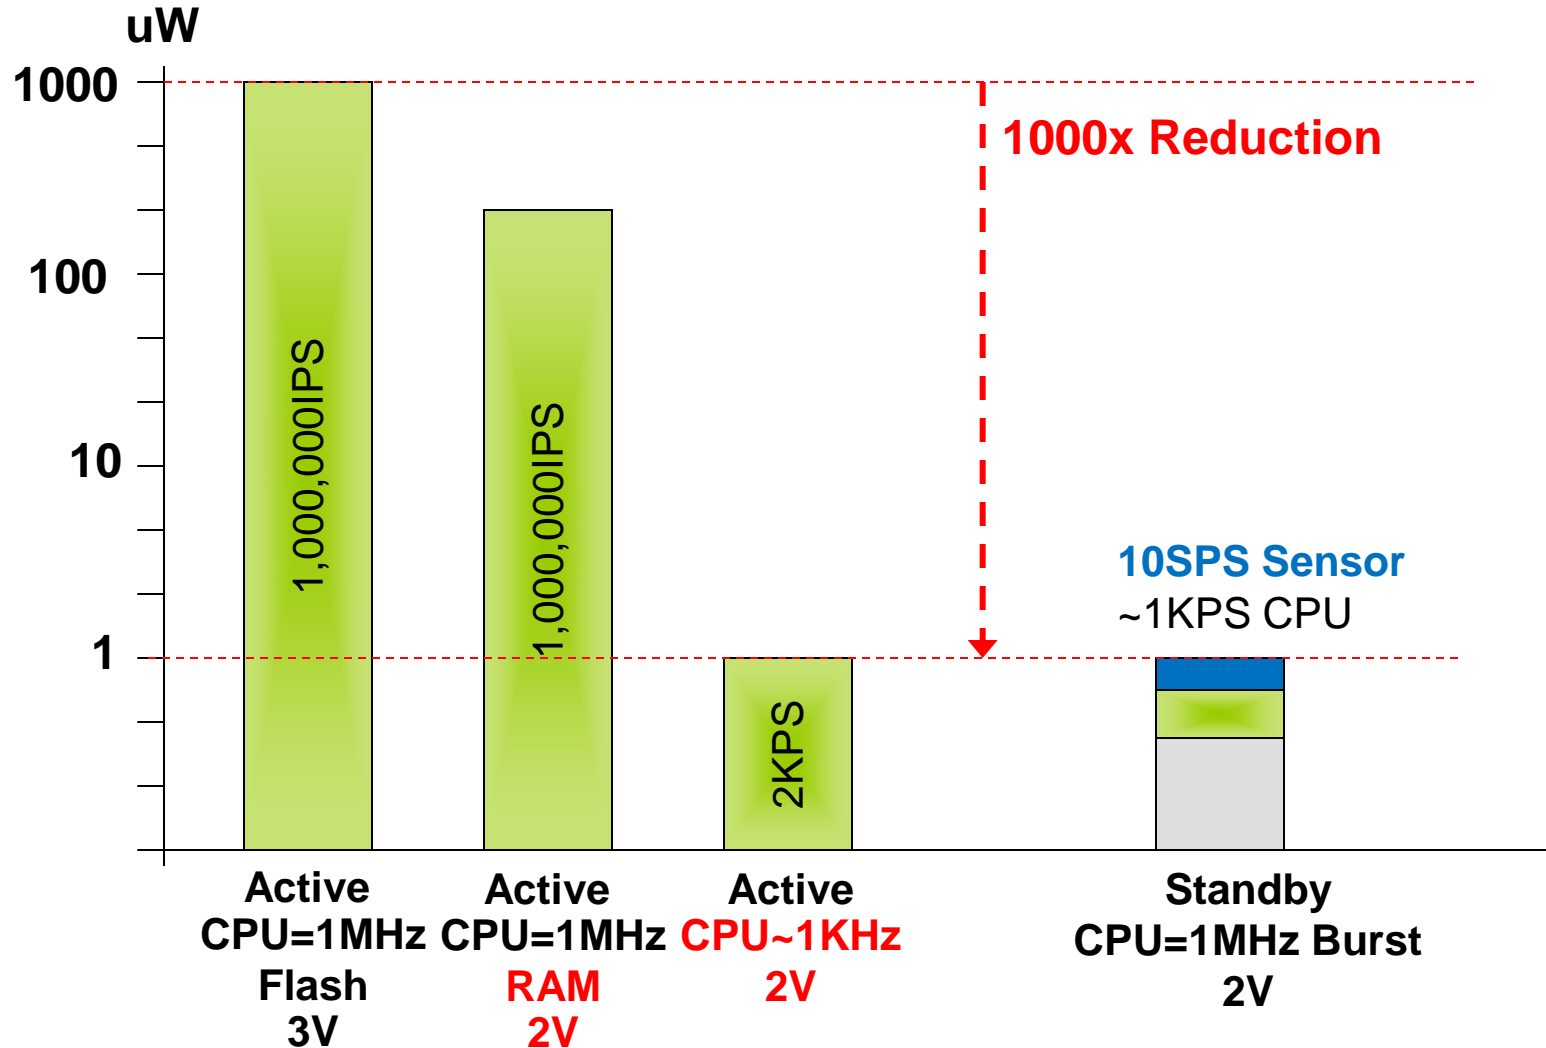 uW
1000
100
10
1
1000x Reduction
1,000,000IPS
1,000,000IPS
2KPS
10SPS Sensor
~1KPS CPU
Active
CPU=1MHz
Flash
3V
Active
CPU=1MHz
RAM
2V
Active
CPU~1KHz
2V
Standby
CPU=1MHz Burst
2V